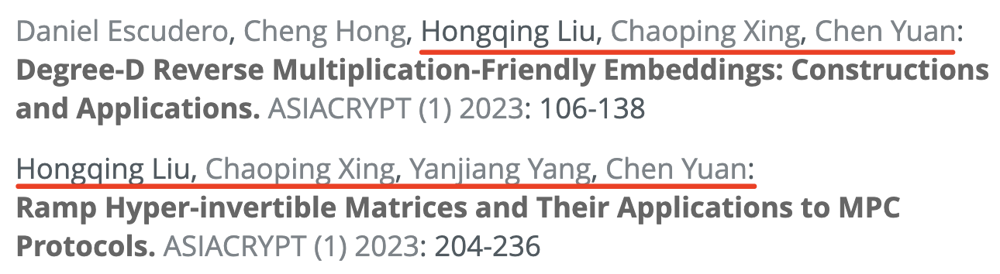 Daniel Escudero, Cheng Hong, Hongqing Liu, Chaoping Xing, Chen Yuan:
Degree-D Reverse Multiplication-Friendly Embeddings: Constructions
and Applications. ASIACRYPT (1) 2023: 106-138
Hongqing Liu, Chaoping Xing, Yanjiang Yang, Chen Yuan:
Ramp Hyper-invertible Matrices and Their Applications to MPC
Protocols. ASIACRYPT (1) 2023: 204-236